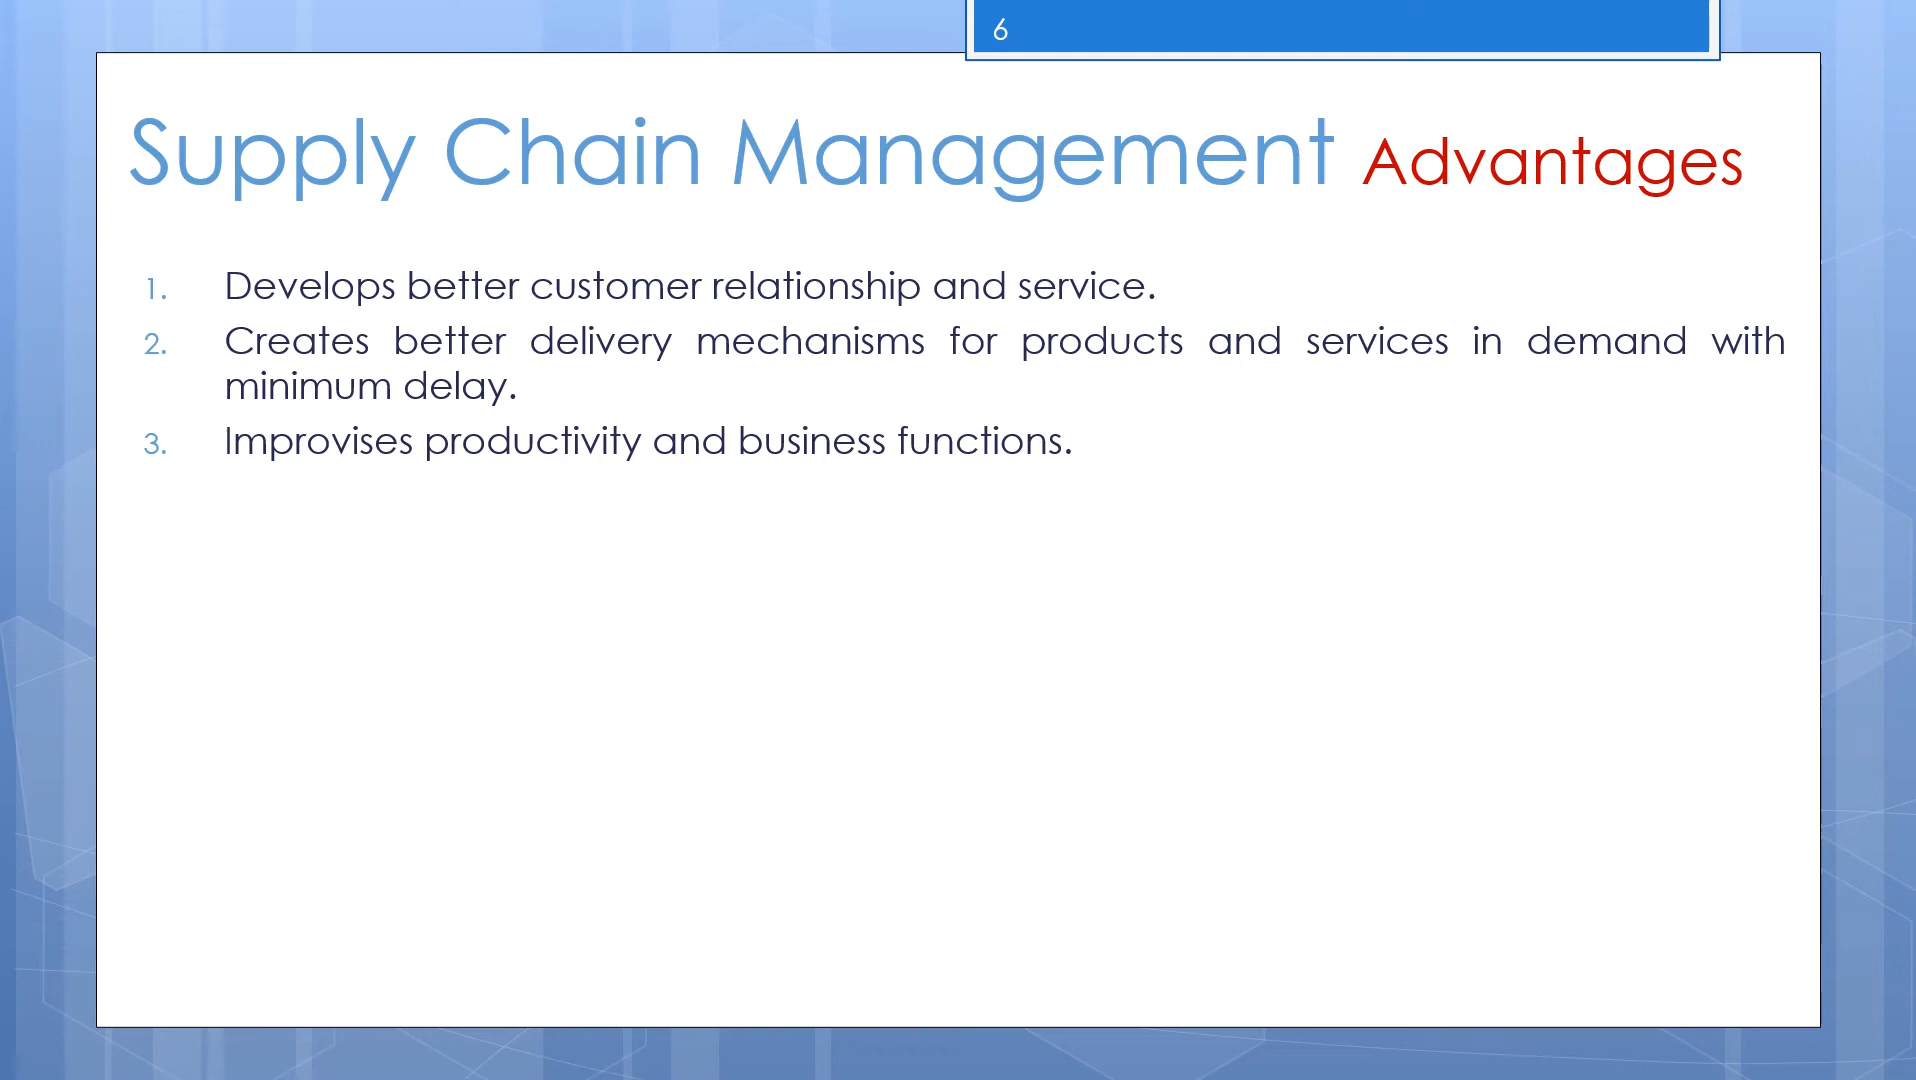 6
Supply Chain Management Advantages
1. Develops better customer relationship and service.
2. Creates better delivery mechanisms for products and services in demand with
minimum delay.
3. Improvises productivity and business functions.